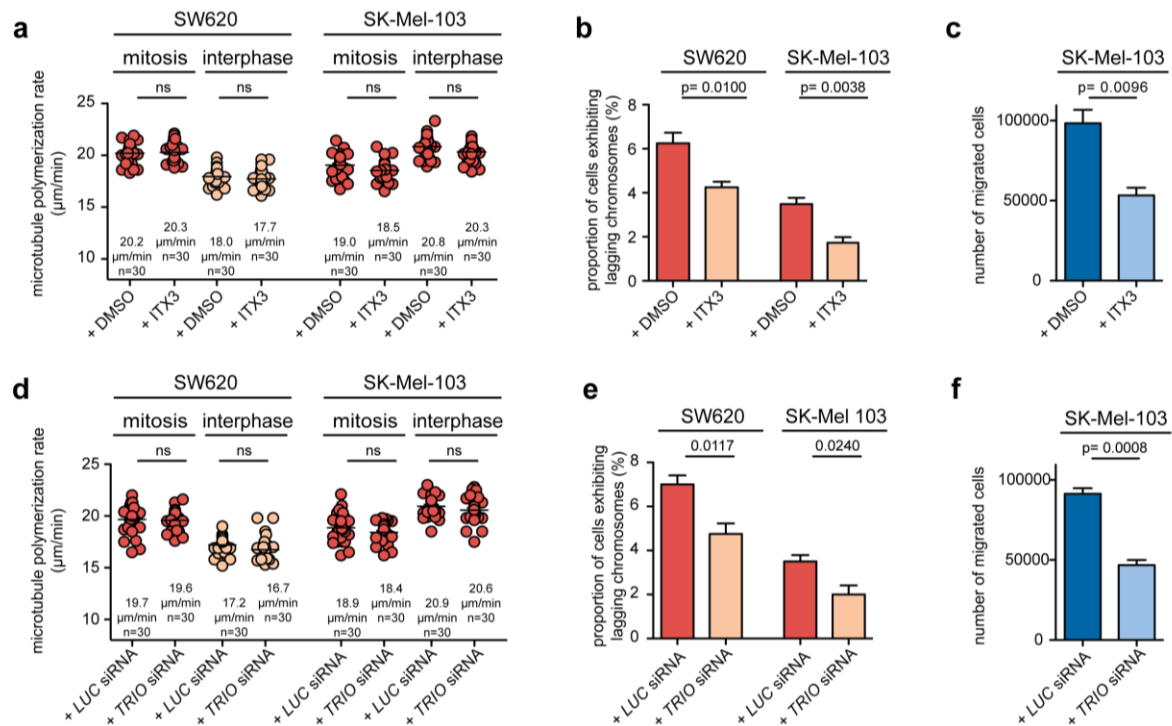 a
SW620
SK-Mel-103
mitosis
interphase
mitosis
interphase
ns
ns
ns
ns
microtubule polymerization rate
(µm/min)
25
20
15
10
20.2
µm/min
n=30
20.3
µm/min
n=30
18.0
µm/min
n=30
17.7
µm/min
n=30
19.0
µm/min
n=30
18.5
µm/min
n=30
20.8
µm/min
n=30
20.3
µm/min
n=30
+ DMSO
+ ITX3
+ DMSO
+ ITX3
+ DMSO
+ ITX3
+ DMSO
+ ITX3
b
SW620
SK-Mel-103
p= 0.0100
p= 0.0038
proportion of cells exhibiting
lagging chromosomes (%)
8
6
4
2
0
+ DMSO
+ ITX3
+ DMSO
+ ITX3
c
SK-Mel-103
p= 0.0096
number of migrated cells
100000
50000
0
+ DMSO
+ ITX3
d
SW620
SK-Mel-103
mitosis
interphase
mitosis
interphase
ns
ns
ns
ns
microtubule polymerization rate
(µm/min)
25
20
15
10
19.7
µm/min
n=30
19.6
µm/min
n=30
17.2
µm/min
n=30
16.7
µm/min
n=30
18.9
µm/min
n=30
18.4
µm/min
n=30
20.9
µm/min
n=30
20.6
µm/min
n=30
+ LUC siRNA
+ TRIO siRNA
+ LUC siRNA
+ TRIO siRNA
+ LUC siRNA
+ TRIO siRNA
+ LUC siRNA
+ TRIO siRNA
e
SW620
SK-Mel 103
0.0117
0.0240
proportion of cells exhibiting
lagging chromosomes (%)
8
6
4
2
0
+ LUC siRNA
+ TRIO siRNA
+ LUC siRNA
+ TRIO siRNA
f
SK-Mel-103
p= 0.0008
number of migrated cells
100000
50000
0
+ LUC siRNA
+ TRIO siRNA